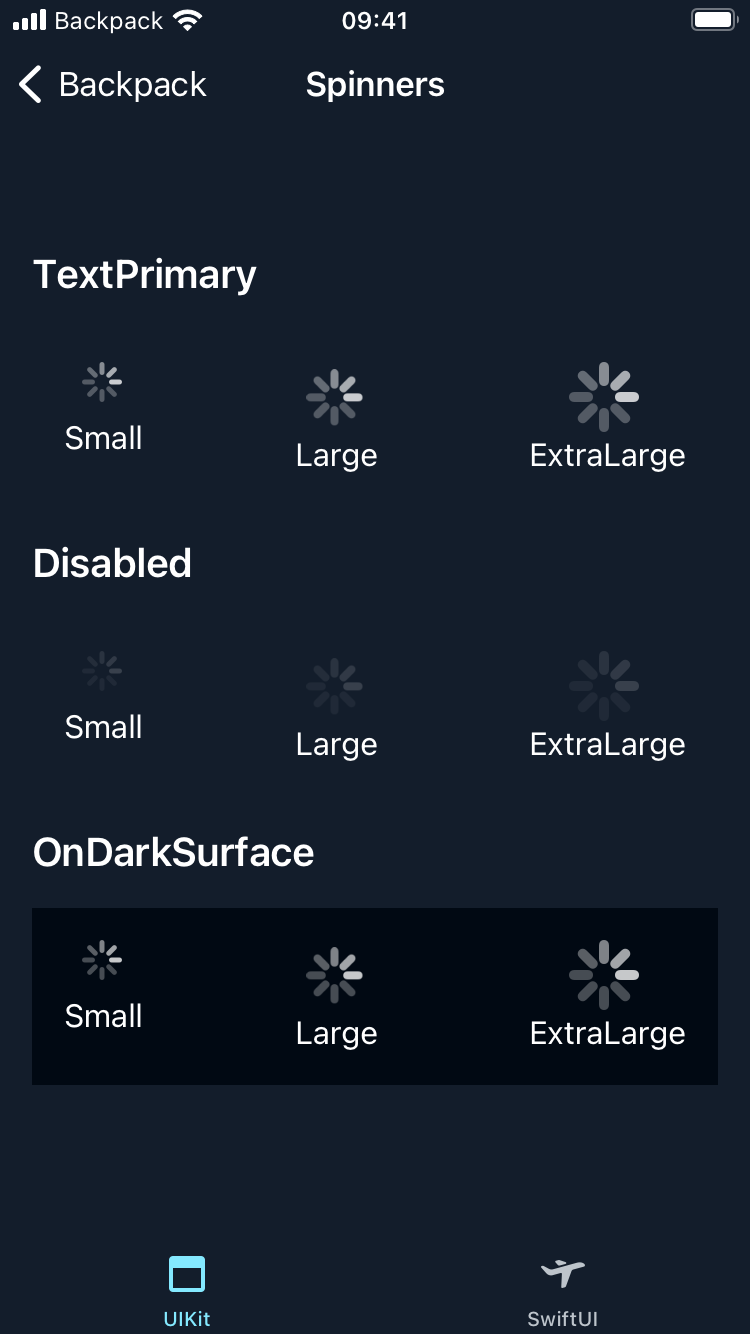 Backpack 09:41
Backpack Spinners
TextPrimary
Small Large ExtraLarge
Disabled
Small Large ExtraLarge
OnDarkSurface
Small Large ExtraLarge
UIKit SwiftUI